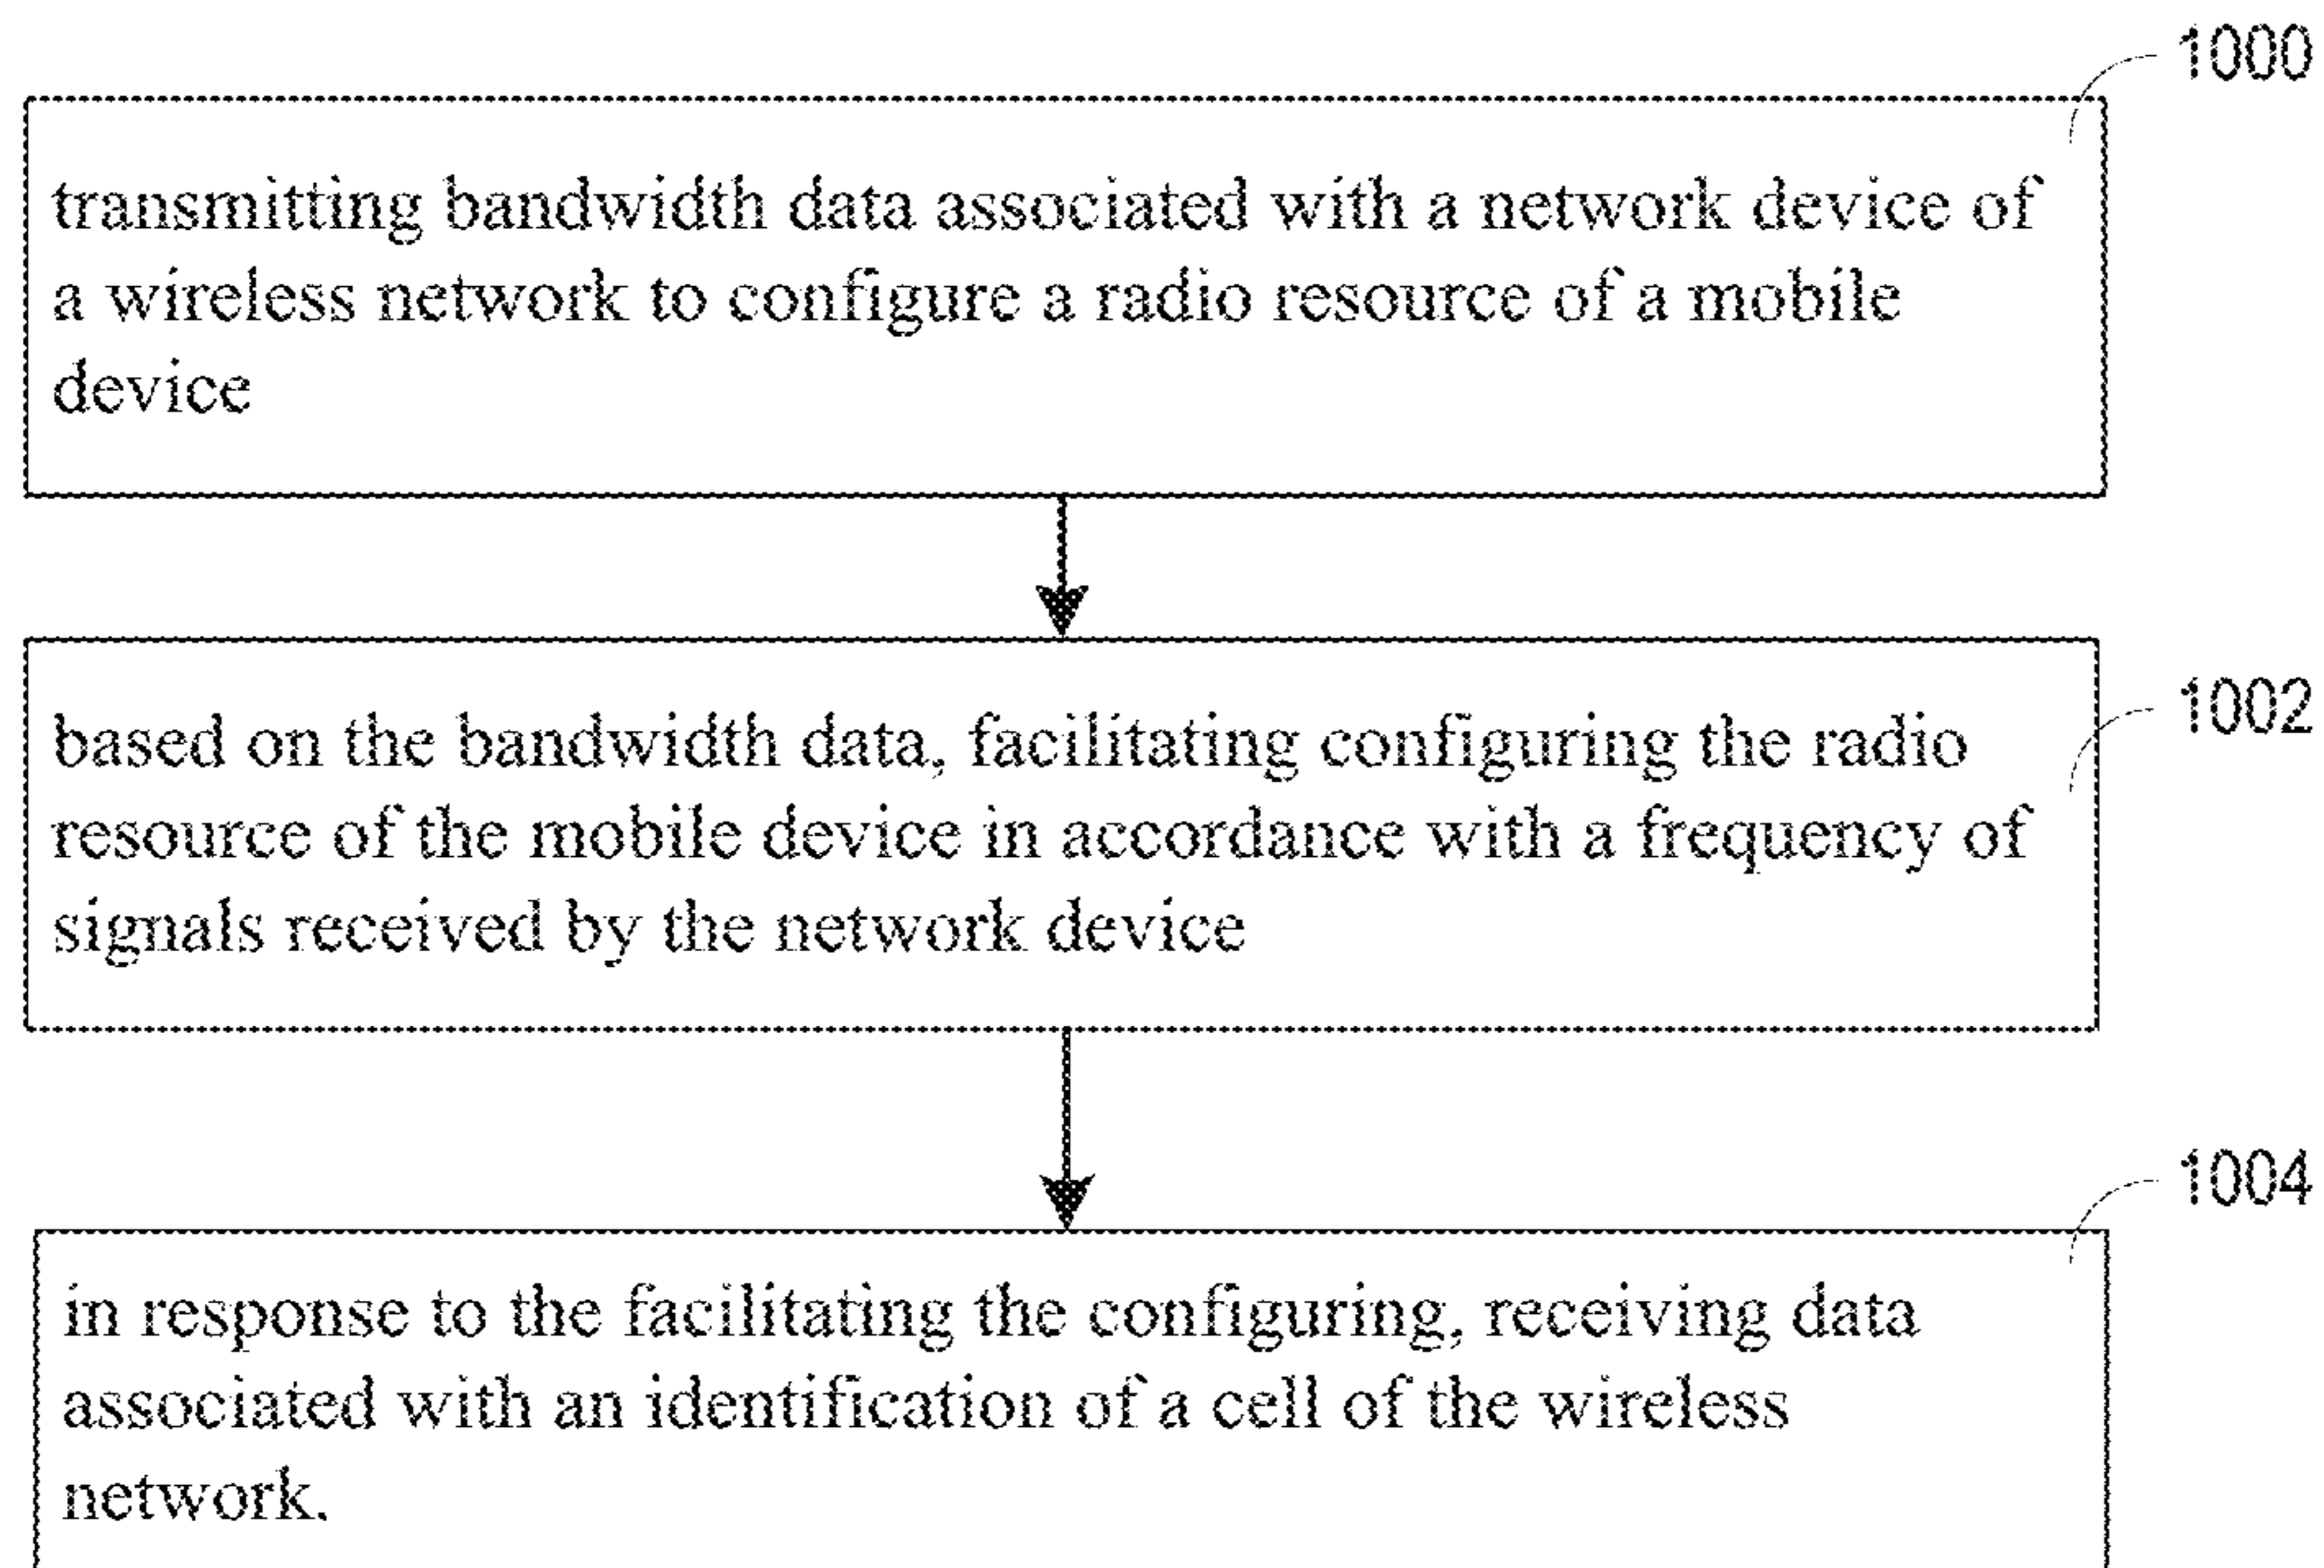 1000
transmitting bandwidth data associated with a network device of
a wireless network to configure a radio resource of a mobile
device
1002
based on the bandwidth data, facilitating configuring the radio
resource of the mobile device in accordance with a frequency of
signals received by the network device
1004
in response to the facilitating the configuring, receiving data
associated with an identification of a cell of the wireless
network.